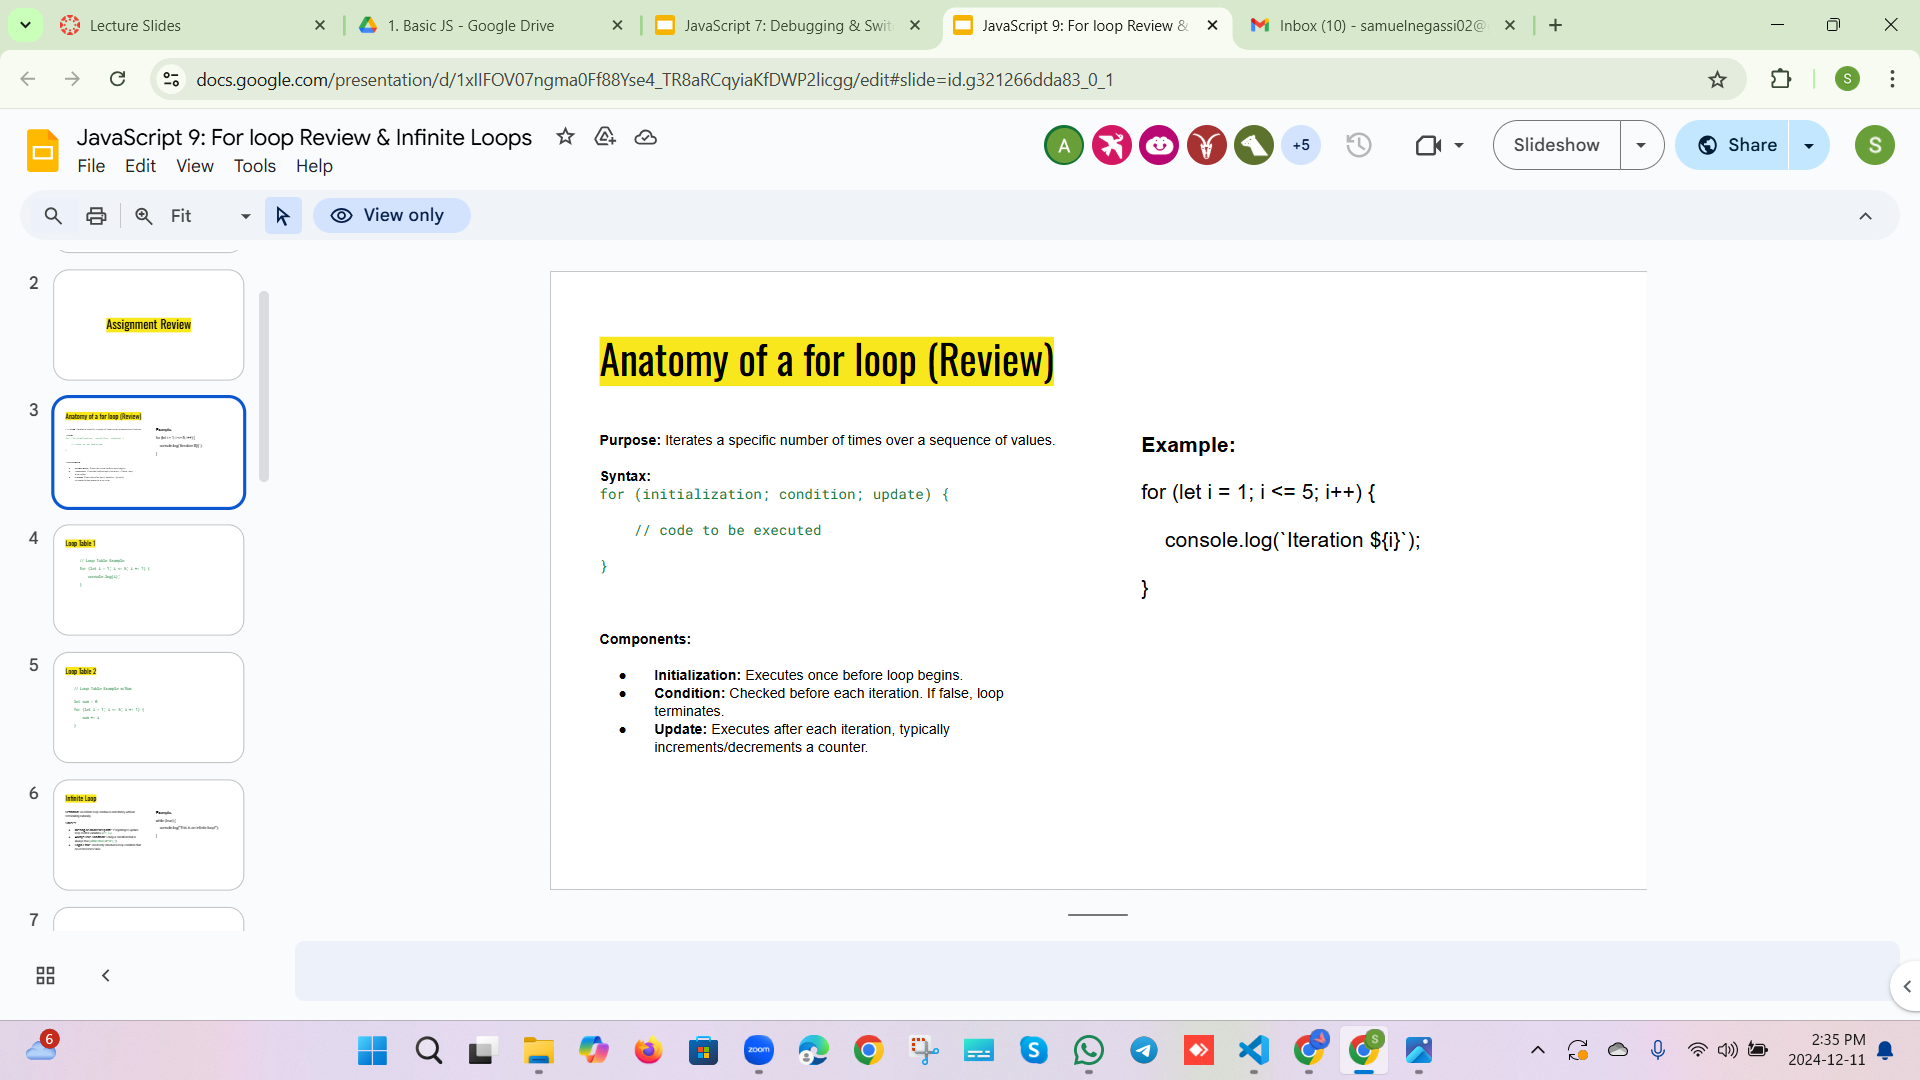 Lecture Slides
1. Basic JS - Google Drive
JavaScript 7: Debugging & Swit
JavaScript 9: For loop Review &
Inbox (10) - samuelnegassi02@
docs.google.com/presentation/d/1xIIFOV07ngma0Ff88Yse4_TR8aRCqyiaKfDWP2licgg/edit#slide=id.g321266dda83_0_1
S
JavaScript 9: For loop Review & Infinite Loops
A
+5
Slideshow
Share
S
File Edit View Tools Help
Fit
View only
2
Assignment Review
3
Anatomy of a for loop (Review)
4
Loop Table 1
// Loop Table Example
5
Loop Table 2
6
Infinite Loop
7
Anatomy of a for loop (Review)
Purpose: Iterates a specific number of times over a sequence of values.
Syntax:
for (initialization; condition; update) {
// code to be executed
}
Components:
● Initialization: Executes once before loop begins.
● Condition: Checked before each iteration. If false, loop
terminates.
● Update: Executes after each iteration, typically
increments/decrements a counter.
Example:
for (let i = 1; i <= 5; i++) {
console.log(`Iteration ${i}`);
}
6
zoom
S
S
2:35 PM
2024-12-11